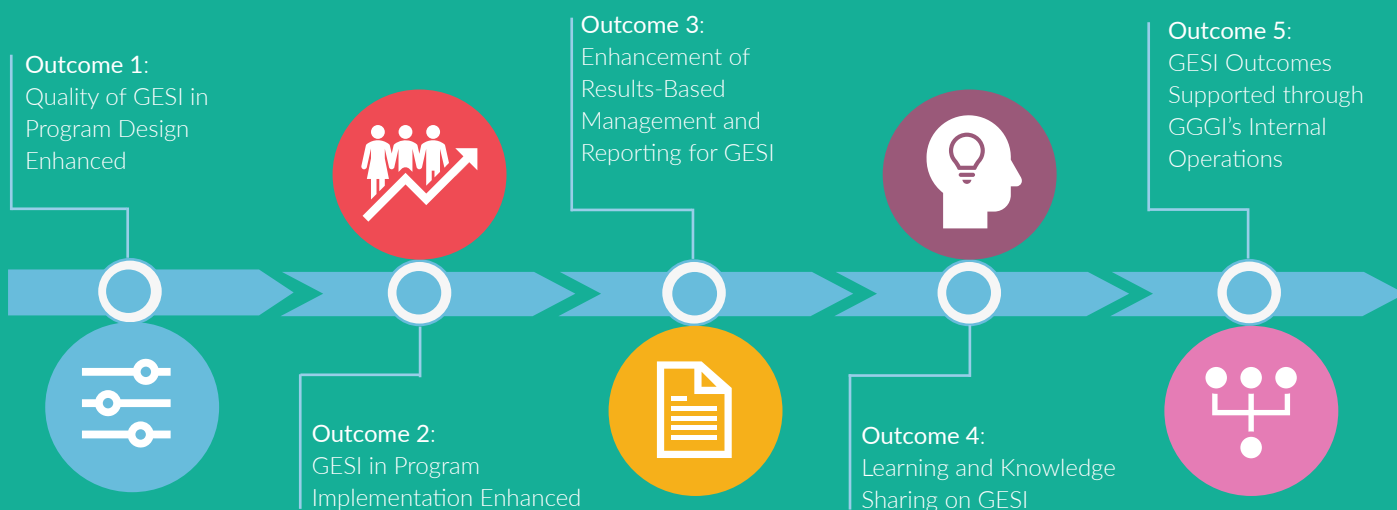 Outcome 1:
Quality of GESI in
Program Design
Enhanced
Outcome 2:
GESI in Program
Implementation Enhanced
Outcome 3:
Enhancement of
Results-Based
Management and
Reporting for GESI
Outcome 4:
Learning and Knowledge
Sharing on GESI
Outcome 5:
GESI Outcomes
Supported through
GGGI's Internal
Operations